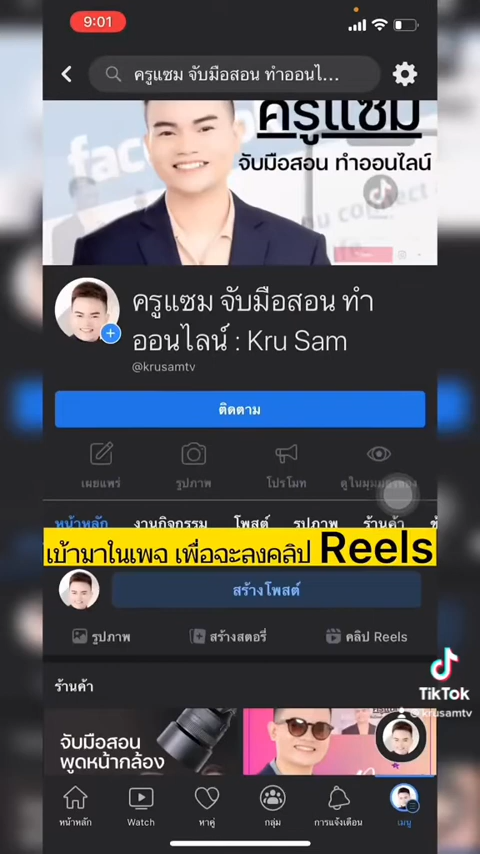 9:01
ครูแซม จับมือสอน ทำออนไ...
ครูแซม
จับมือสอน ทำออนไลน์
ครูแซม จับมือสอน ทำ
ออนไลน์ : Kru Sam
@krusamtv
ติดตาม
เผยแพร่
รูปภาพ
โปรโมท
ดูในมุมมองของ
หน้าหลัก
งานกิจกรรม
โพสต์
รูปภาพ
ร้านค้า
เข้ามาในเพจ เพื่อจะลงคลิป Reels
สร้างโพสต์
รูปภาพ
สร้างสตอรี่
คลิป Reels
TikTok
@krusamtv
ร้านค้า
จับมือสอน
พูดหน้ากล้อง
หน้าหลัก
Watch
หาคู่
กลุ่ม
การแจ้งเตือน
เมนู